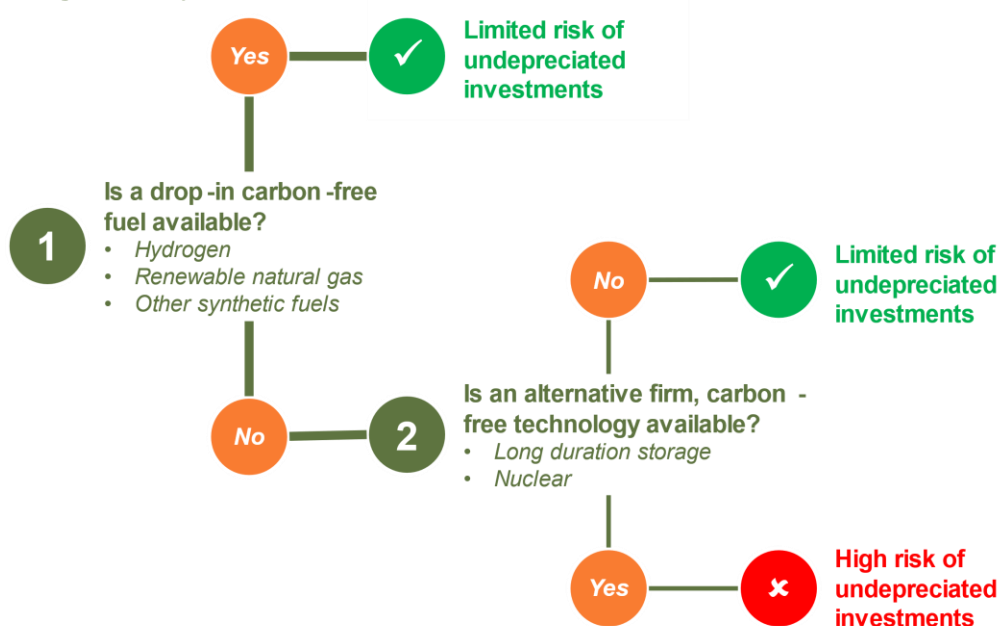 Yes
✓
Limited risk of
undepreciated
investments
1
Is a drop -in carbon -free
fuel available?
• Hydrogen
• Renewable natural gas
• Other synthetic fuels
No
✓
Limited risk of
undepreciated
investments
No
2
Is an alternative firm, carbon -
free technology available?
• Long duration storage
• Nuclear
Yes
✘
High risk of
undepreciated
investments